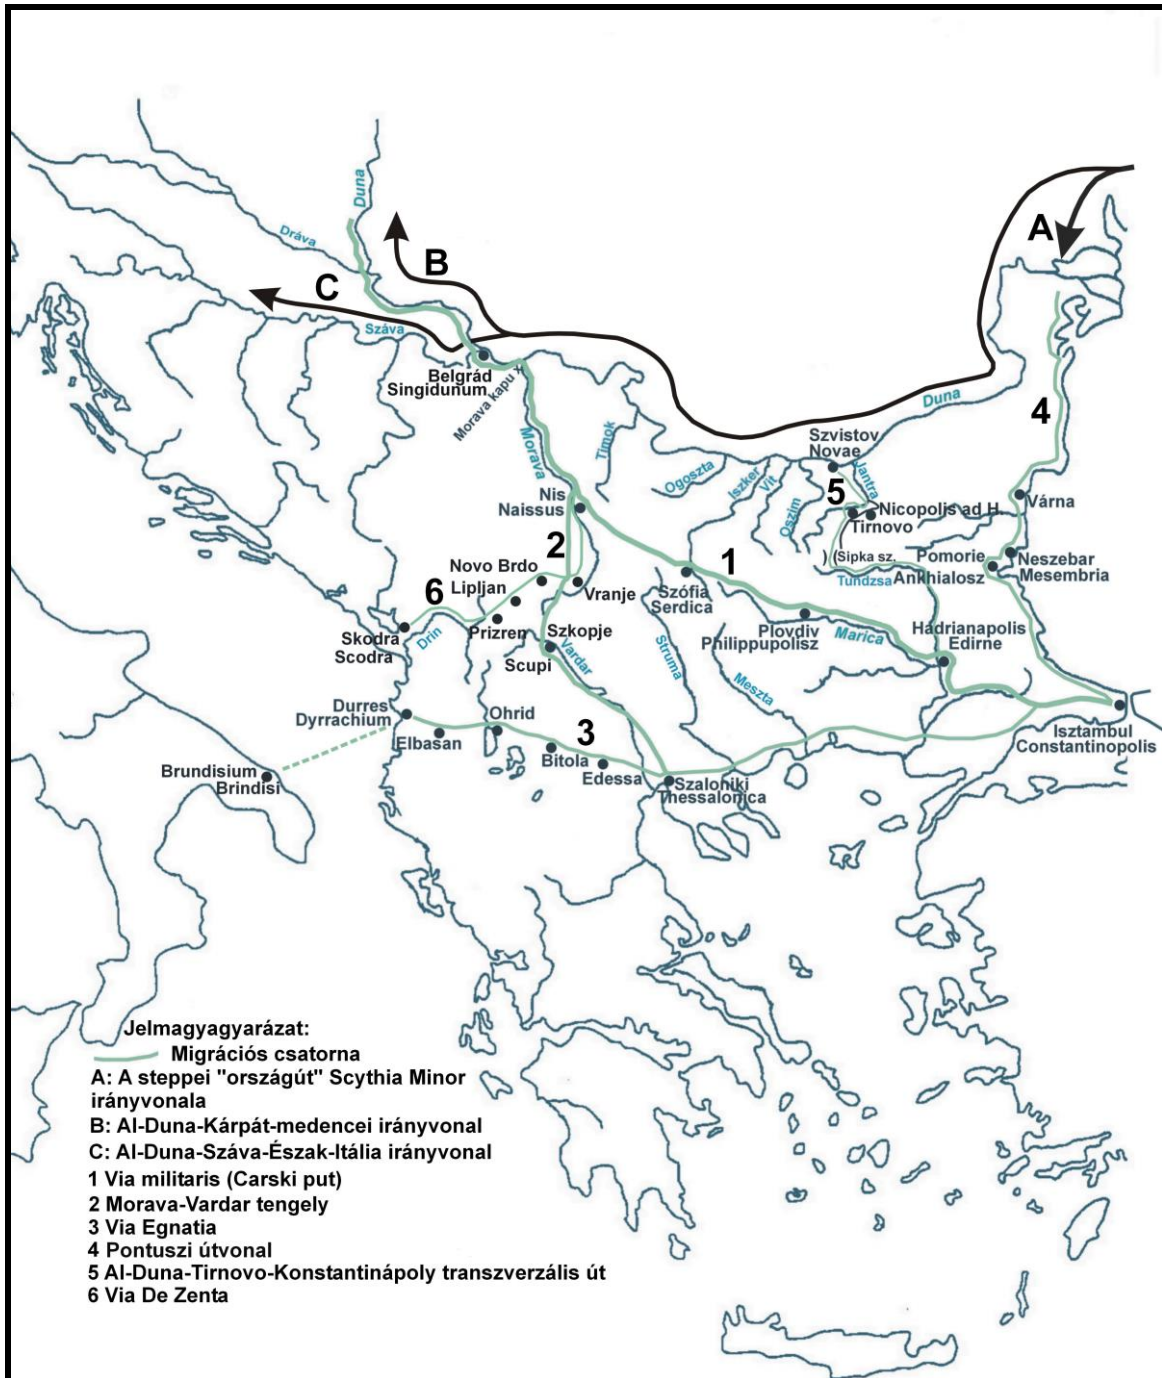 Duna
Dráva
A
B
C
Száva
Belgrád
Singidunum
Morava kapu
Morava
Timok
Duna
4
Szvistov
Novae
Jantra
Ogoszta
Iszker
Vit
Oszim
5
Nis
Naissus
Nicopolis ad H.
Tirnovo
Várna
2
1
) (Sipka sz.
Pomorie
Ankhialosz
Neszebar
Mesembria
Novo Brdo
Lipljan
Tundzsa
6
Vranje
Szófia
Serdica
Plovdiv
Philippupolisz
Marica
Hadrianapolis
Edirne
Skodra
Scodra
Drin
Prizren
Szkopje
Scupi
Vardar
Struma
Meszta
Durres
Dyrrachium
Ohrid
Elbasan
3
Bitola
Edessa
Isztambul
Constantinopolis
Brundisium
Brindisi
Szaloniki
Thessalonica
Jelmagyagyarázat:
Migrációs csatorna
A: A steppei "országút" Scythia Minor
irányvonala
B: Al-Duna-Kárpát-medencei irányvonal
C: Al-Duna-Száva-Észak-Itália irányvonal
1 Via militaris (Carski put)
2 Morava-Vardar tengely
3 Via Egnatia
4 Pontuszi útvonal
5 Al-Duna-Tirnovo-Konstantinápoly transzverzális út
6 Via De Zenta